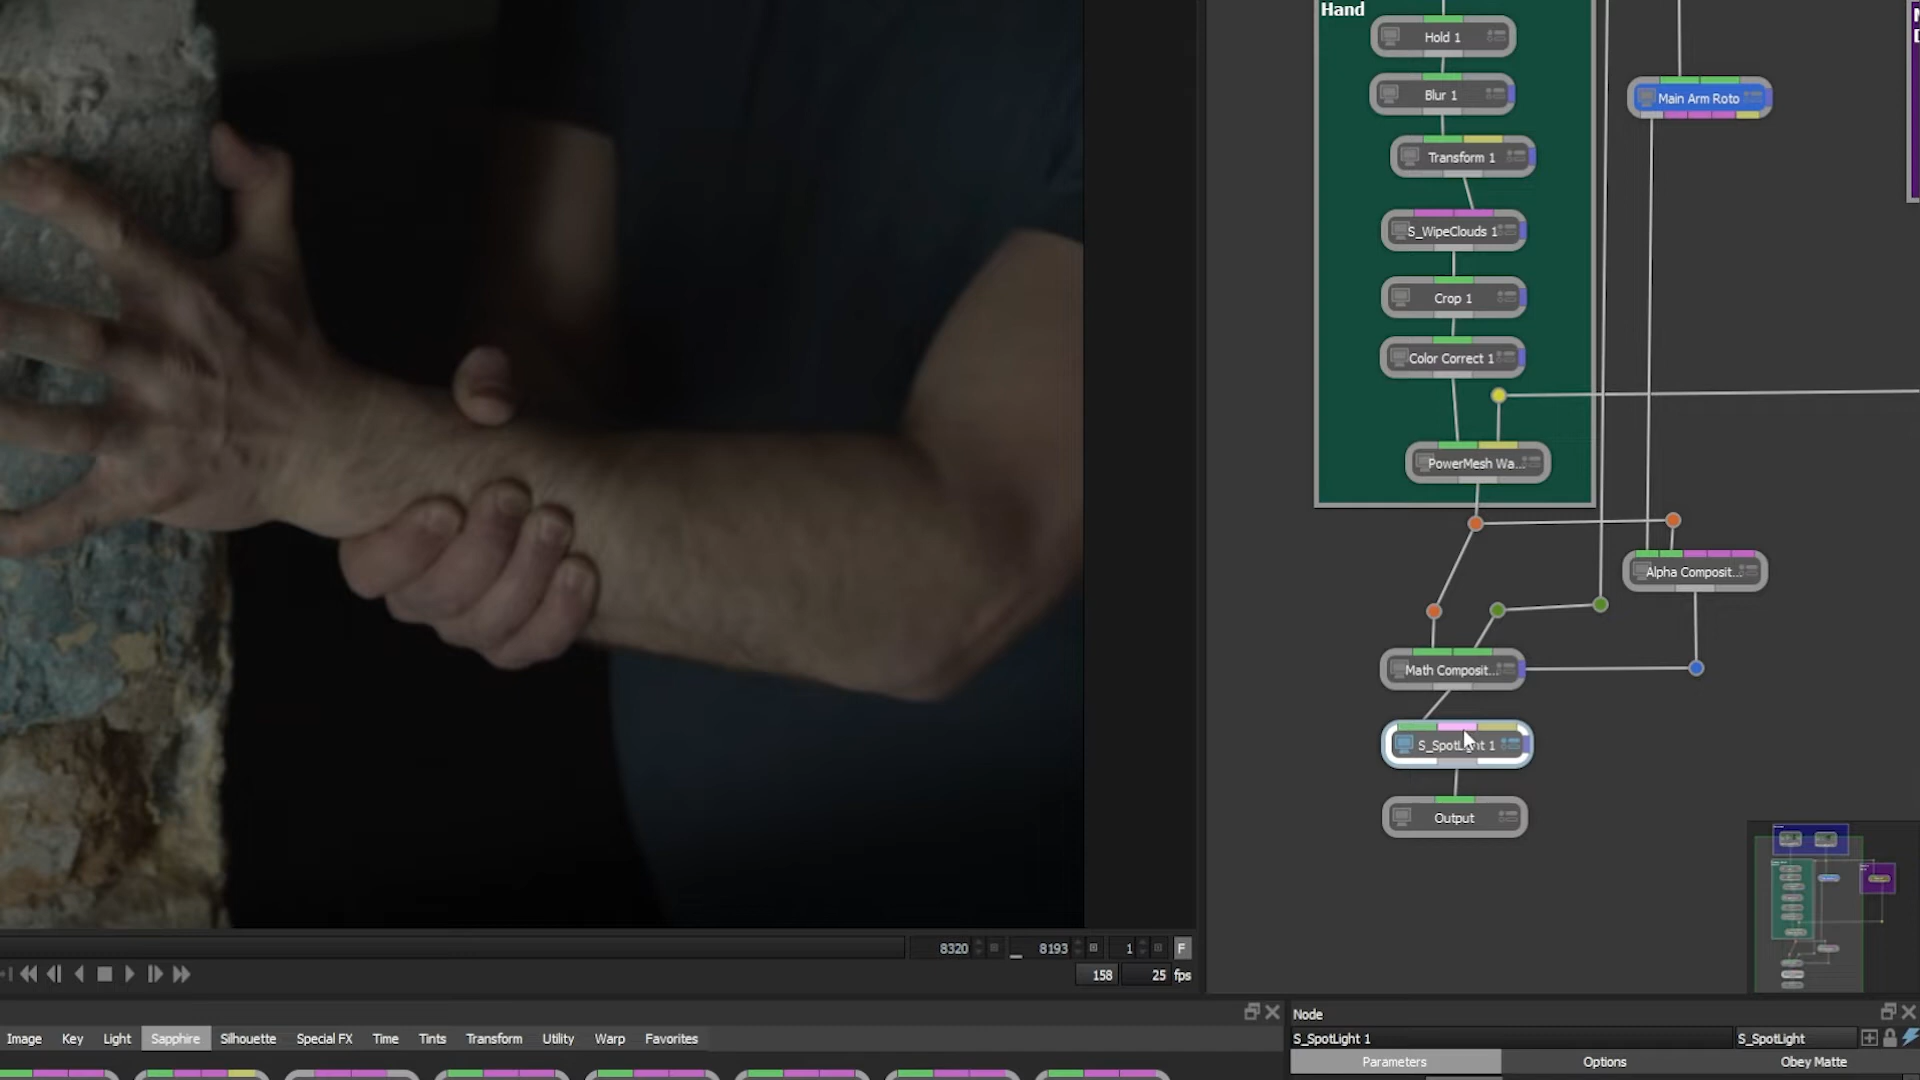 Hand
Hold 1
Blur 1
Main Arm Roto
Transform 1
S_WipeClouds 1
Crop 1
Color Correct 1
PowerMesh Wa...
Alpha Composit...
Math Composit...
S_SpotLight 1
Output
8320 8193 1 F
158 25 fps
Node
Image Key Light Sapphire Silhouette Special FX Time Tints Transform Utility Warp Favorites
S_SpotLight 1 S_SpotLight
Parameters Options Obey Matte